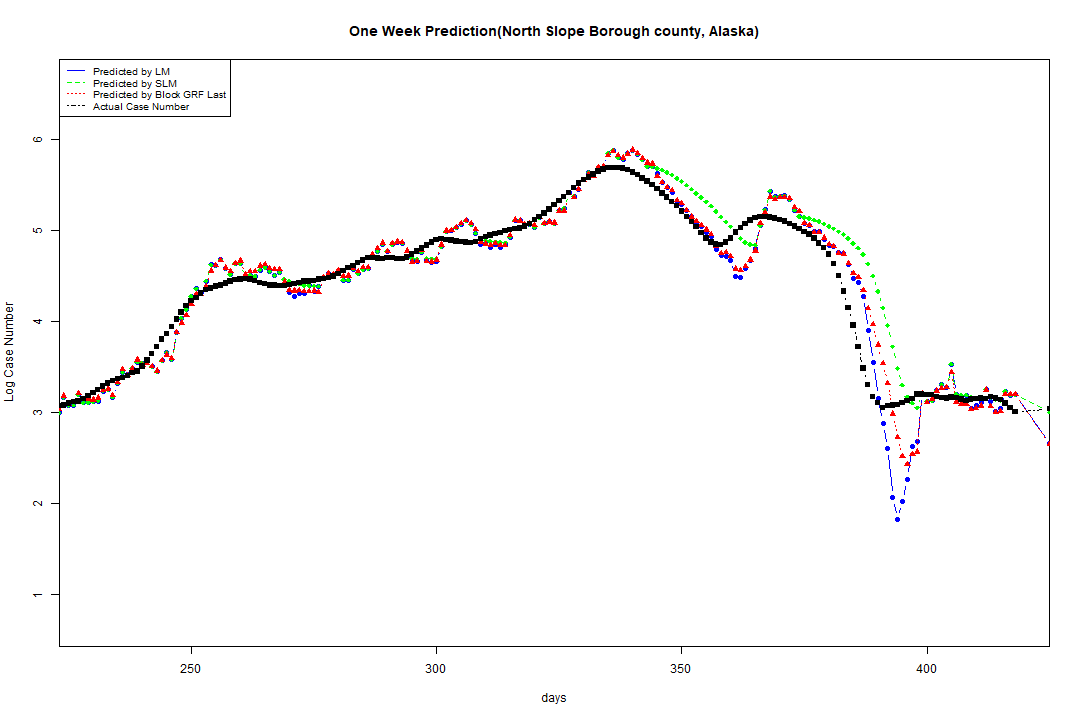 One Week Prediction(North Slope Borough county, Alaska)
Predicted by LM
Predicted by SLM
Predicted by Block GRF Last
Actual Case Number
6
5
4
3
2
1
Log Case Number
250 300 350 400
days